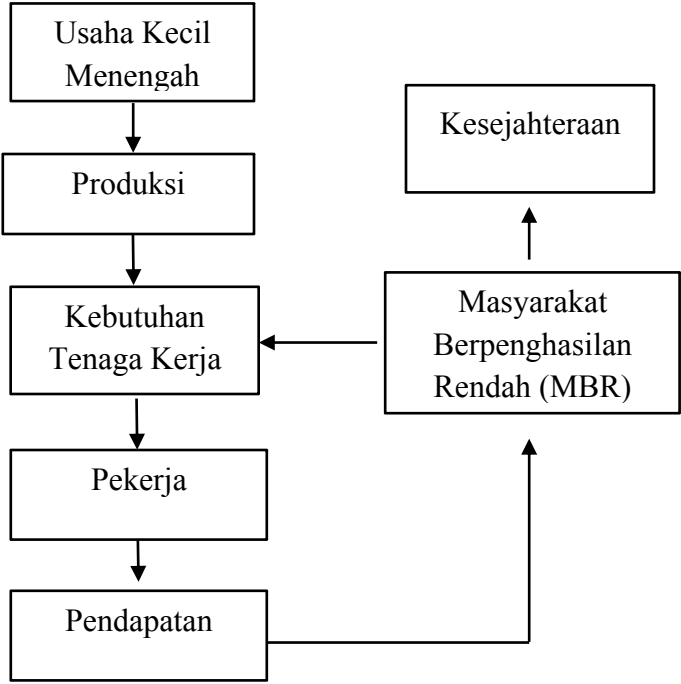 Usaha Kecil
Menengah
Produksi
Kebutuhan
Tenaga Kerja
Pekerja
Pendapatan
Kesejahteraan
Masyarakat
Berpenghasilan
Rendah (MBR)